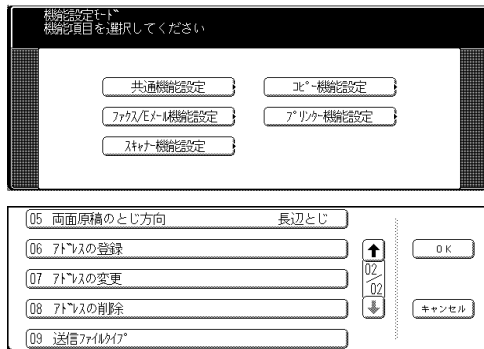 機能設定ﾓｰﾄﾞ
機能項目を選択してください
共通機能設定
ｺﾋﾟｰ機能設定
ﾌｧｸｽ/Eﾒｰﾙ機能設定
ﾌﾟﾘﾝﾀｰ機能設定
ｽｷｬﾅｰ機能設定
05 両面原稿のとじ方向 長辺とじ
06 ｱﾄﾞﾚｽの登録
07 ｱﾄﾞﾚｽの変更
08 ｱﾄﾞﾚｽの削除
09 送信ﾌｧｲﾙﾀｲﾌﾟ
02/02
OK
キャンセル